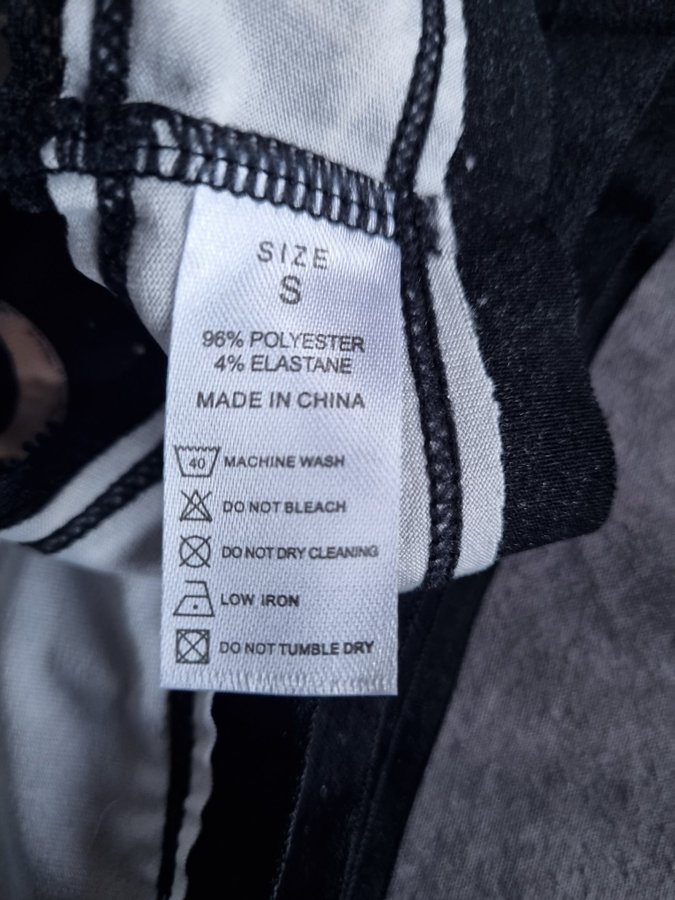 SIZE
S
96% POLYESTER
4% ELASTANE
MADE IN CHINA
40 MACHINE WASH
DO NOT BLEACH
DO NOT DRY CLEANING
LOW IRON
DO NOT TUMBLE DRY